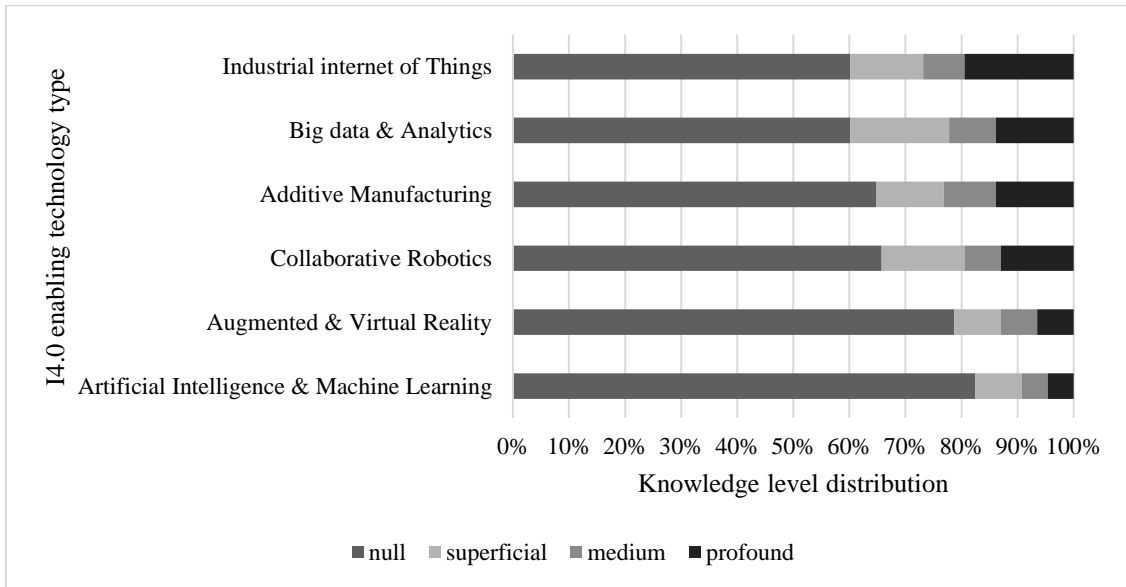 I4.0 enabling technology type
Industrial internet of Things
Big data & Analytics
Additive Manufacturing
Collaborative Robotics
Augmented & Virtual Reality
Artificial Intelligence & Machine Learning
0% 10% 20% 30% 40% 50% 60% 70% 80% 90% 100%
Knowledge level distribution
null superficial medium profound